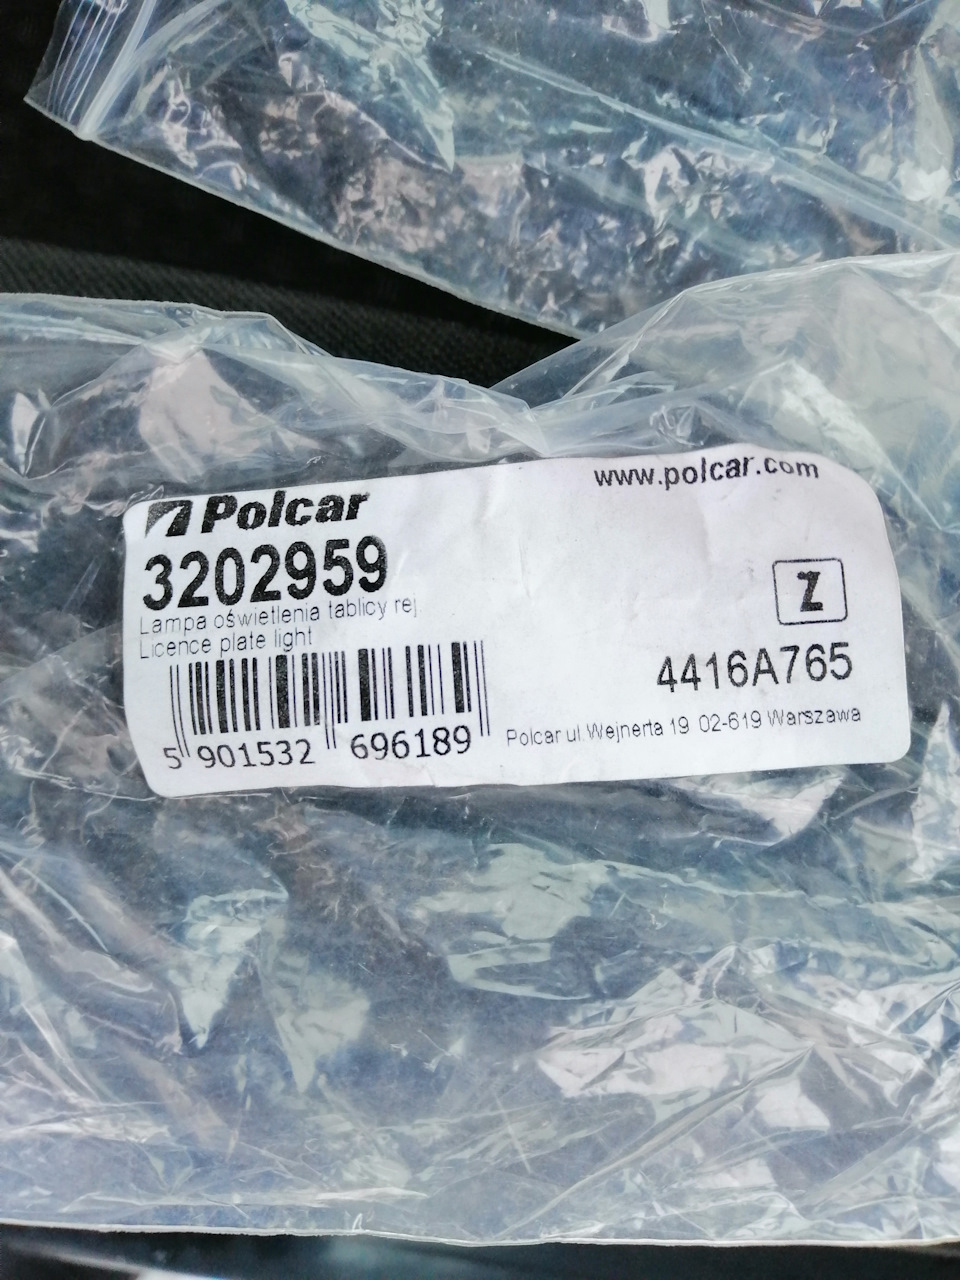 www.polcar.com
Polcar
3202959
Lampa oświetlenia tablicy rej.
Licence plate light
Z
4416A765
5 901532 696189
Polcar ul.Wejnerta 19 02-619 Warszawa